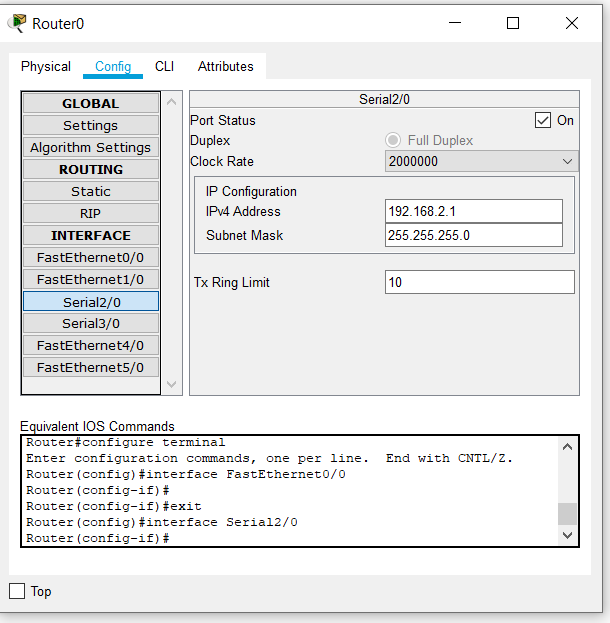 Router0
Physical Config CLI Attributes
GLOBAL
Settings
Algorithm Settings
ROUTING
Static
RIP
INTERFACE
FastEthernet0/0
FastEthernet1/0
Serial2/0
Serial3/0
FastEthernet4/0
FastEthernet5/0
Serial2/0
Port Status On
Duplex Full Duplex
Clock Rate 2000000
IP Configuration
IPv4 Address 192.168.2.1
Subnet Mask 255.255.255.0
Tx Ring Limit 10
Equivalent IOS Commands
Router#configure terminal
Enter configuration commands, one per line. End with CNTL/Z.
Router(config)#interface FastEthernet0/0
Router(config-if)#
Router(config-if)#exit
Router(config)#interface Serial2/0
Router(config-if)#
Top